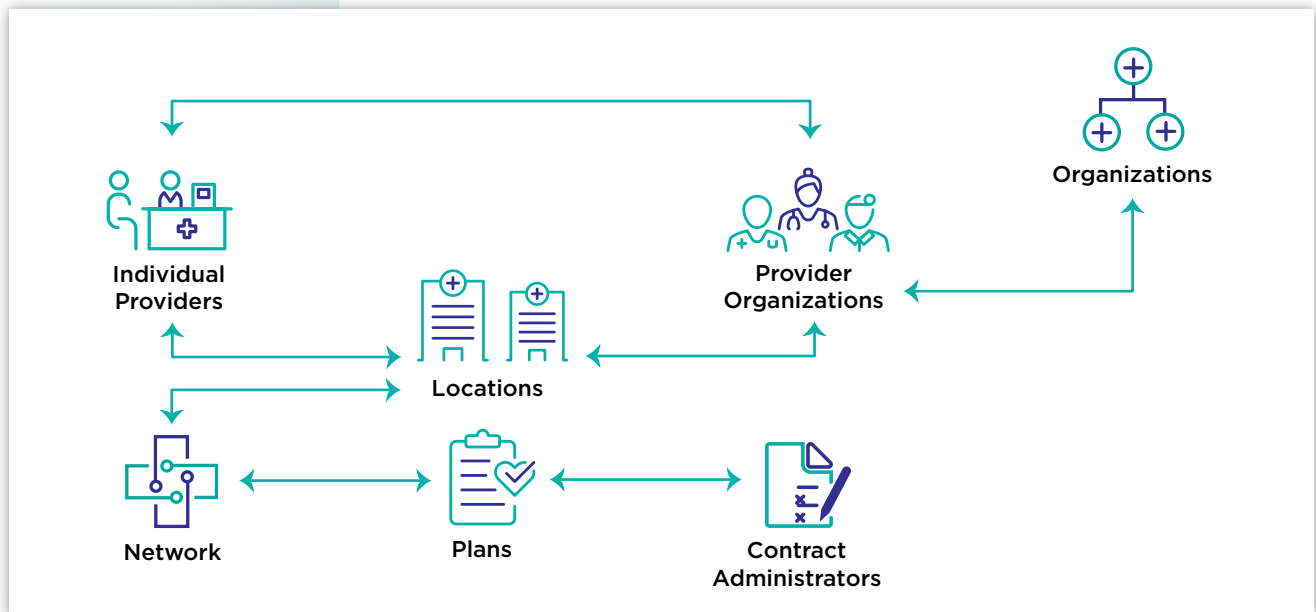 Organizations
Individual
Providers
Provider
Organizations
Locations
Network
Plans
Contract
Administrators